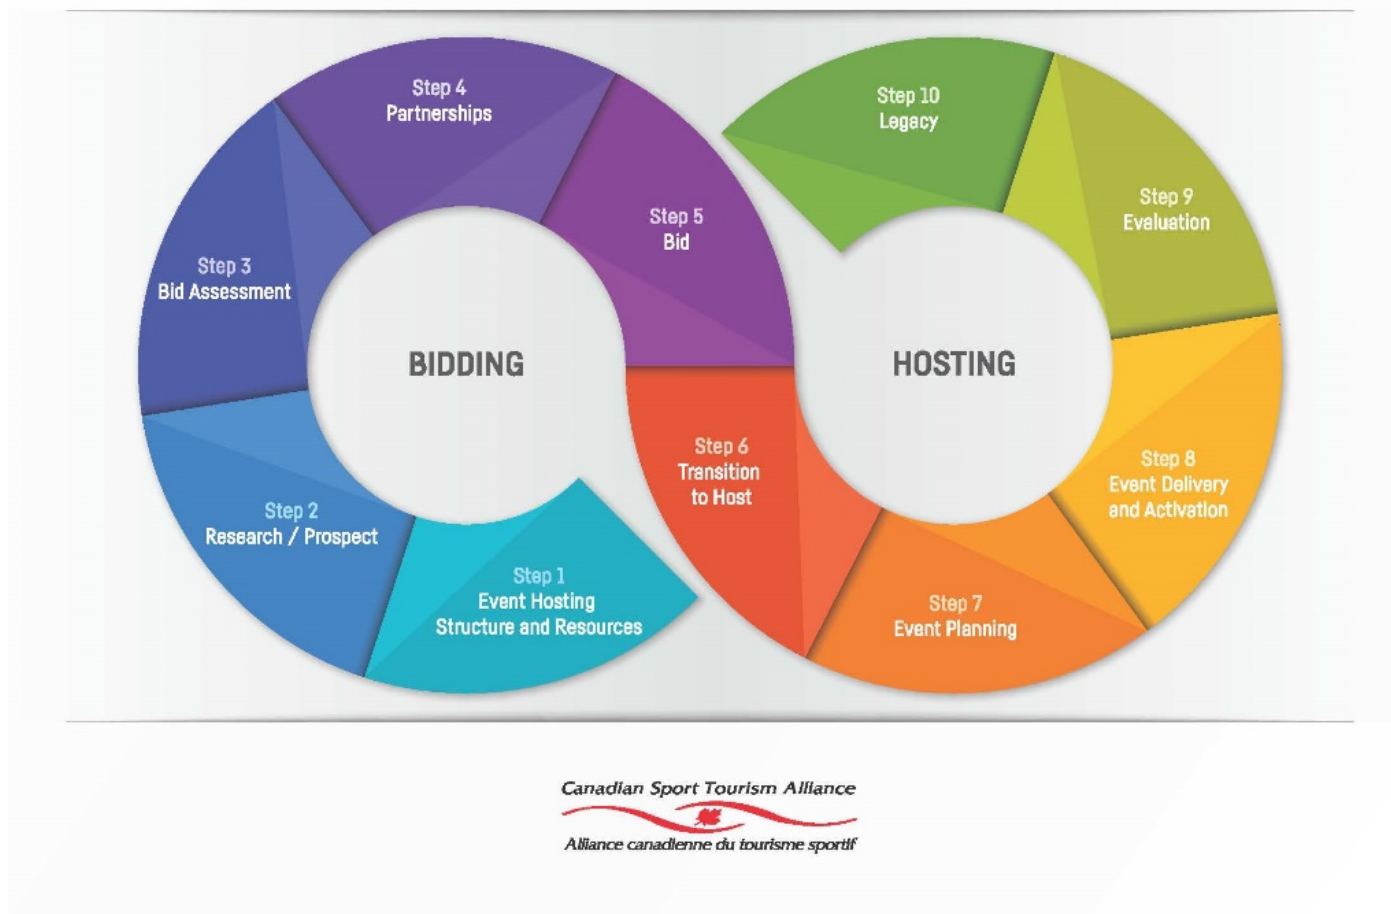 Step 1
Event Hosting
Structure and Resources
Step 2
Research / Prospect
Step 3
Bid Assessment
Step 4
Partnerships
Step 5
Bid
BIDDING
Step 6
Transition
to Host
Step 7
Event Planning
Step 8
Event Delivery
and Activation
Step 9
Evaluation
Step 10
Legacy
HOSTING
Canadian Sport Tourism Alliance
Alliance canadienne du tourisme sportif